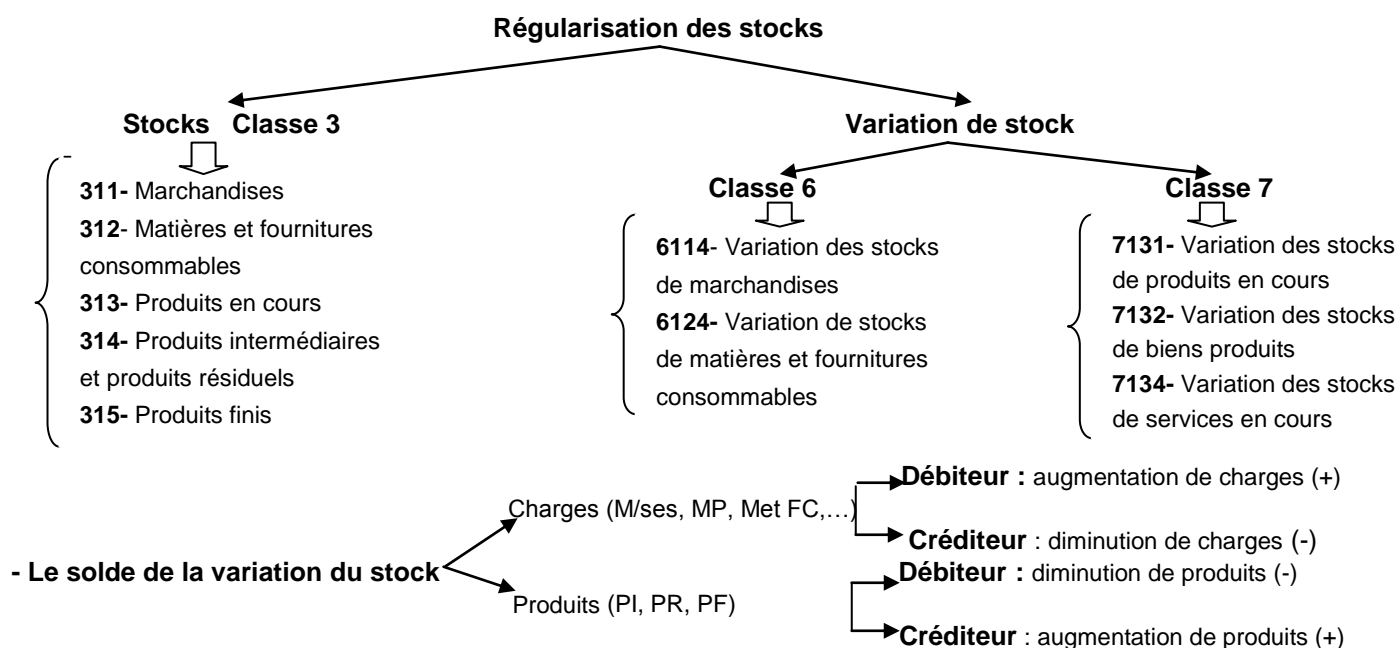 Régularisation des stocks
Stocks Classe 3
-
311- Marchandises
312- Matières et fournitures
consommables
313- Produits en cours
314- Produits intermédiaires
et produits résiduels
315- Produits finis
Variation de stock
Classe 6
6114- Variation des stocks
de marchandises
6124- Variation de stocks
de matières et fournitures
consommables
Classe 7
7131- Variation des stocks
de produits en cours
7132- Variation des stocks
de biens produits
7134- Variation des stocks
de services en cours
- Le solde de la variation du stock
Charges (M/ses, MP, Met FC,…)
Débiteur : augmentation de charges (+)
Créditeur : diminution de charges (-)
Produits (PI, PR, PF)
Débiteur : diminution de produits (-)
Créditeur : augmentation de produits (+)